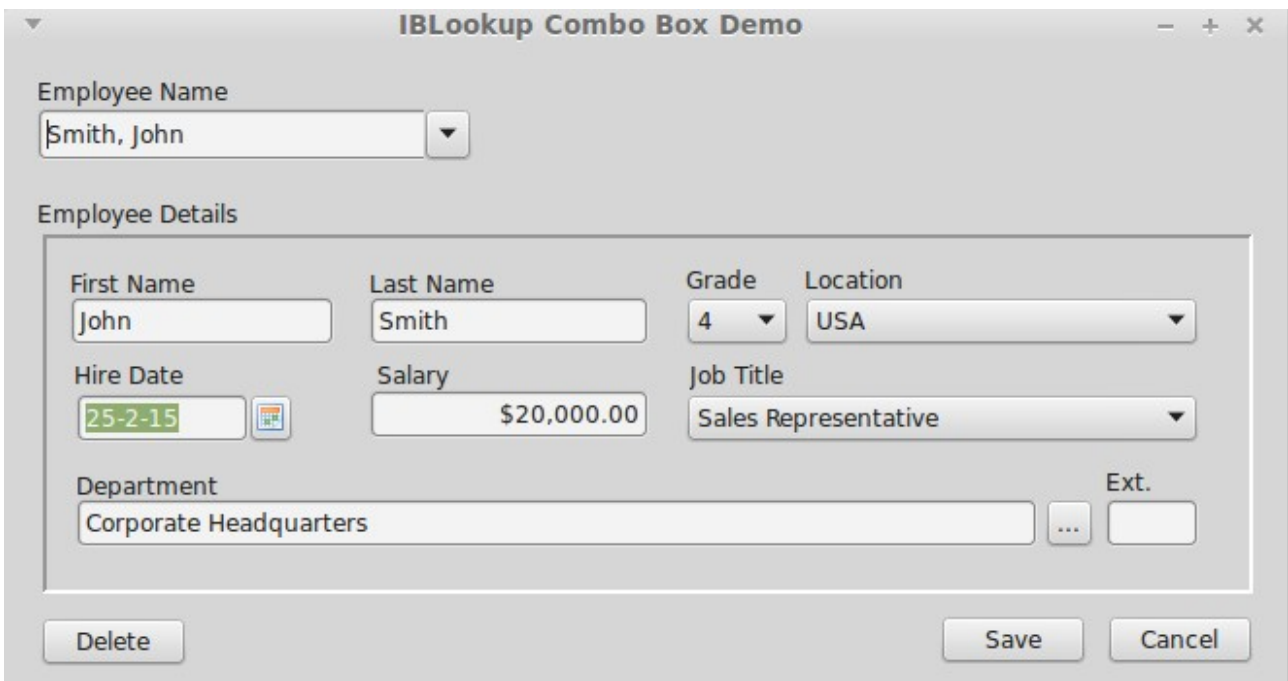 IBLookup Combo Box Demo
Employee Name
Smith, John
Employee Details
First Name Last Name Grade Location
John Smith 4 USA
Hire Date Salary Job Title
25-2-15 $20,000.00 Sales Representative
Department Ext.
Corporate Headquarters ...
Delete Save Cancel